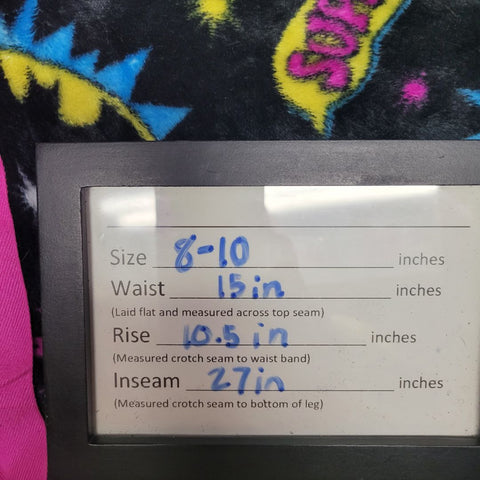 SUP
Size 8-10 inches
Waist 15in inches
(Laid flat and measured across top seam)
Rise 10.5 in inches
(Measured crotch seam to waist band)
Inseam 27in inches
(Measured crotch seam to bottom of leg)